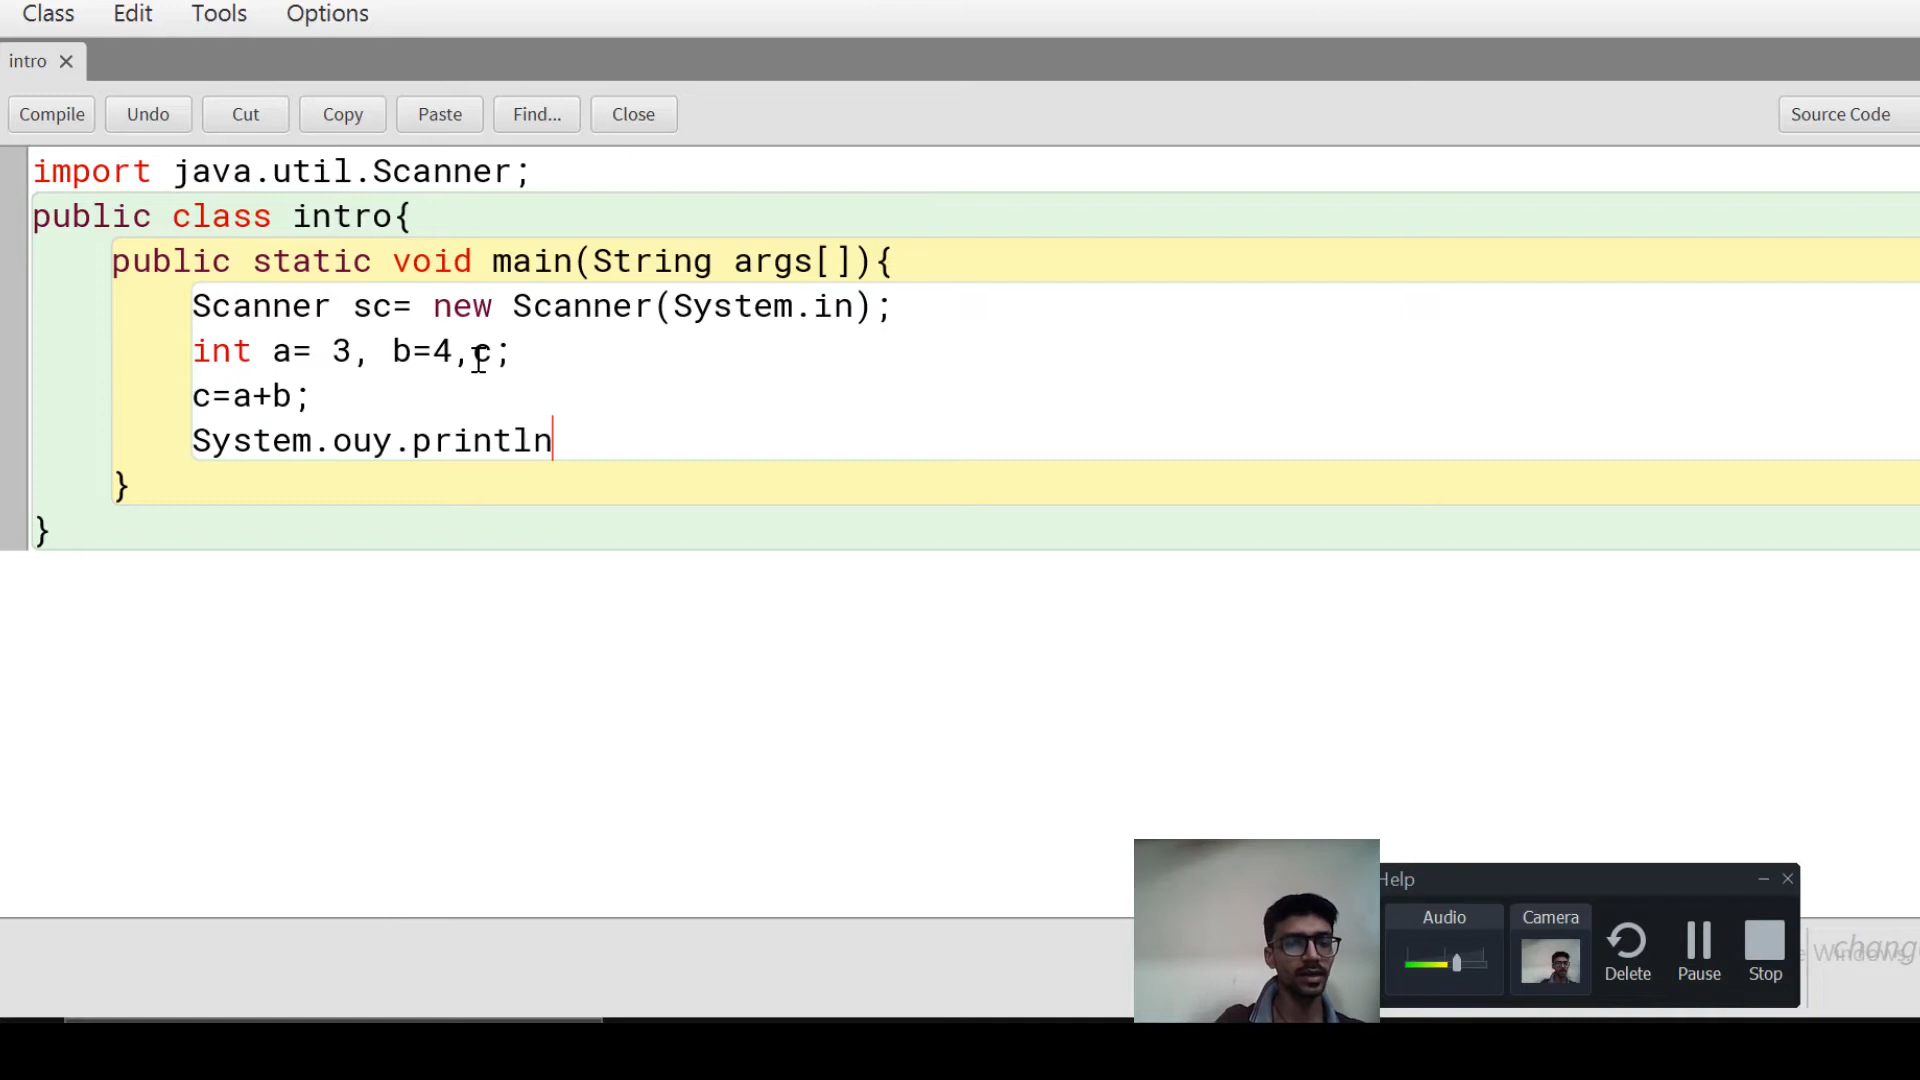 Class Edit Tools Options
intro
Compile Undo Cut Copy Paste Find... Close Source Code
import java.util.Scanner;
public class intro{
public static void main(String args[]){
Scanner sc= new Scanner(System.in);
int a= 3, b=4,c;
c=a+b;
System.ouy.println
}
}
Help
Audio Camera
Delete Pause Stop
Windows.
chang